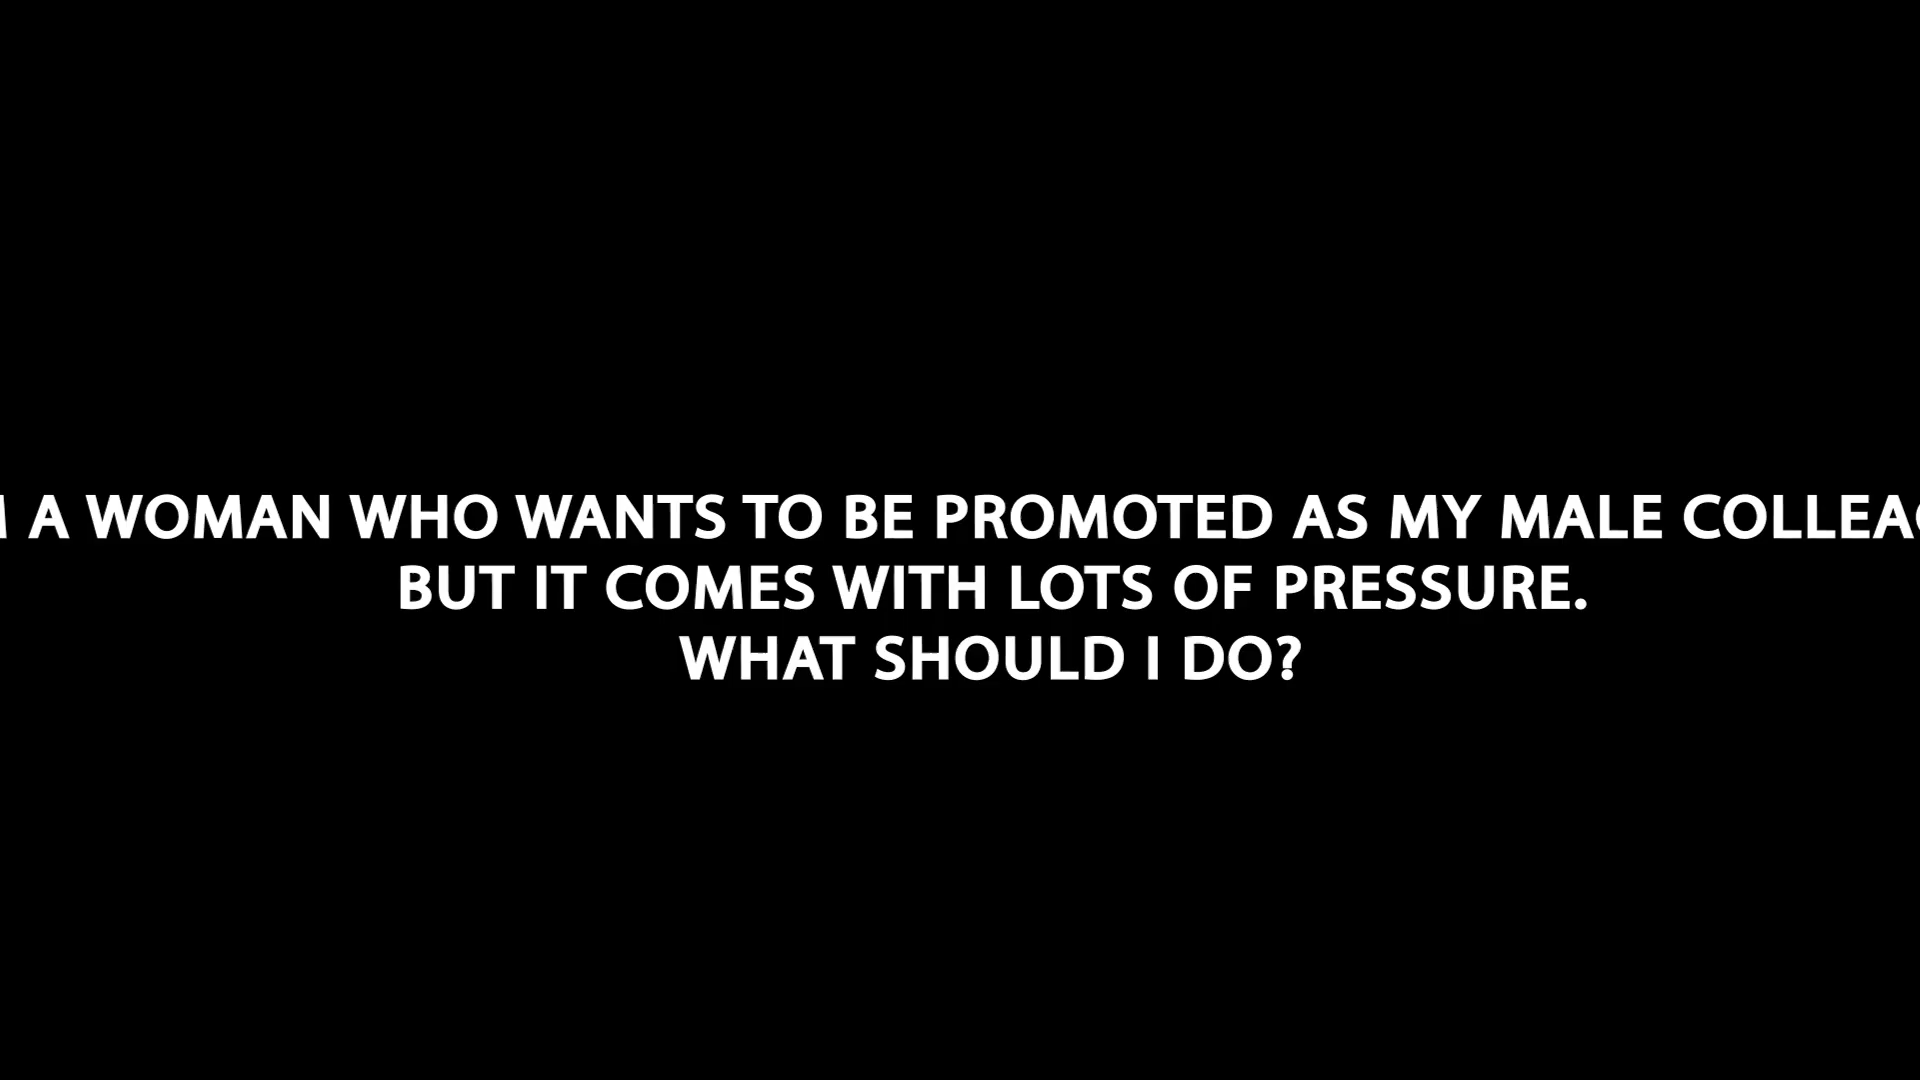 A WOMAN WHO WANTS TO BE PROMOTED AS MY MALE
BUT IT COMES WITH LOTS OF PRESSURE.
WHAT SHOULD I DO?